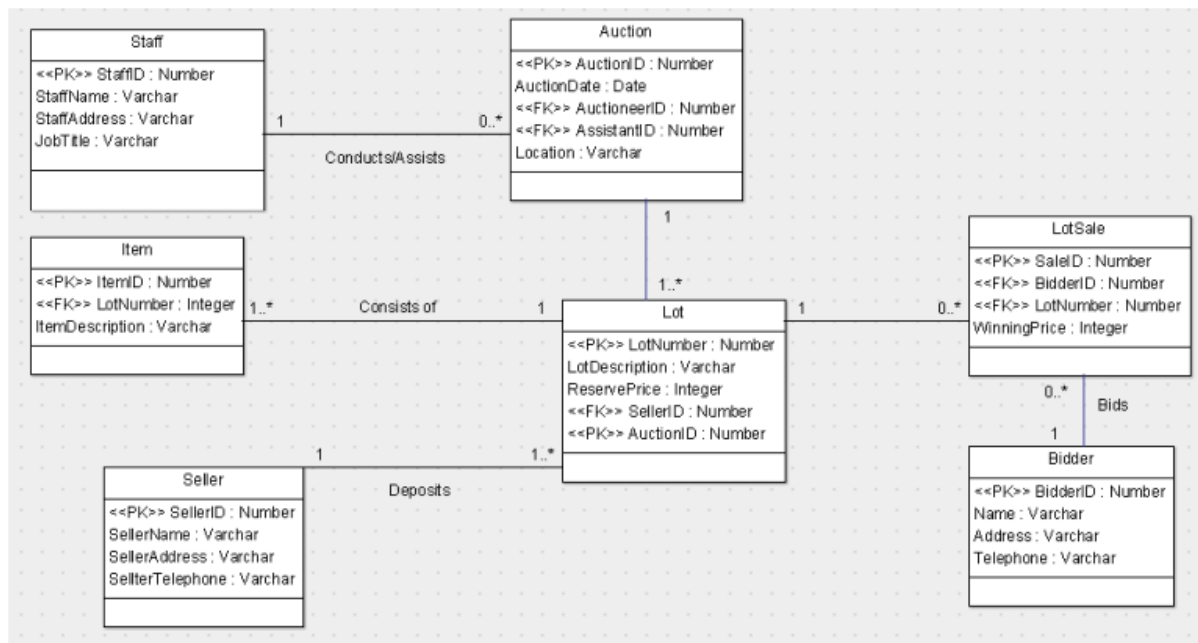 Staff
<<PK>> StaffID : Number
StaffName : Varchar
StaffAddress : Varchar
JobTitle : Varchar
1
0..*
Conducts/Assists
Auction
<<PK>> AuctionID : Number
AuctionDate : Date
<<FK>> AuctioneerID : Number
<<FK>> AssistantID : Number
Location : Varchar
1
1..*
Item
<<PK>> ItemID : Number
<<FK>> LotNumber : Integer
ItemDescription : Varchar
1..*
Consists of
1
Lot
<<PK>> LotNumber : Number
LotDescription : Varchar
ReservePrice : Integer
<<FK>> SellerID : Number
<<PK>> AuctionID : Number
1
0..*
LotSale
<<PK>> SaleID : Number
<<FK>> BidderID : Number
<<FK>> LotNumber : Number
WinningPrice : Integer
0..*
Bids
1
Bidder
<<PK>> BidderID : Number
Name : Varchar
Address : Varchar
Telephone : Varchar
1
1..*
Deposits
Seller
<<PK>> SellerID : Number
SellerName : Varchar
SellerAddress : Varchar
SellterTelephone : Varchar